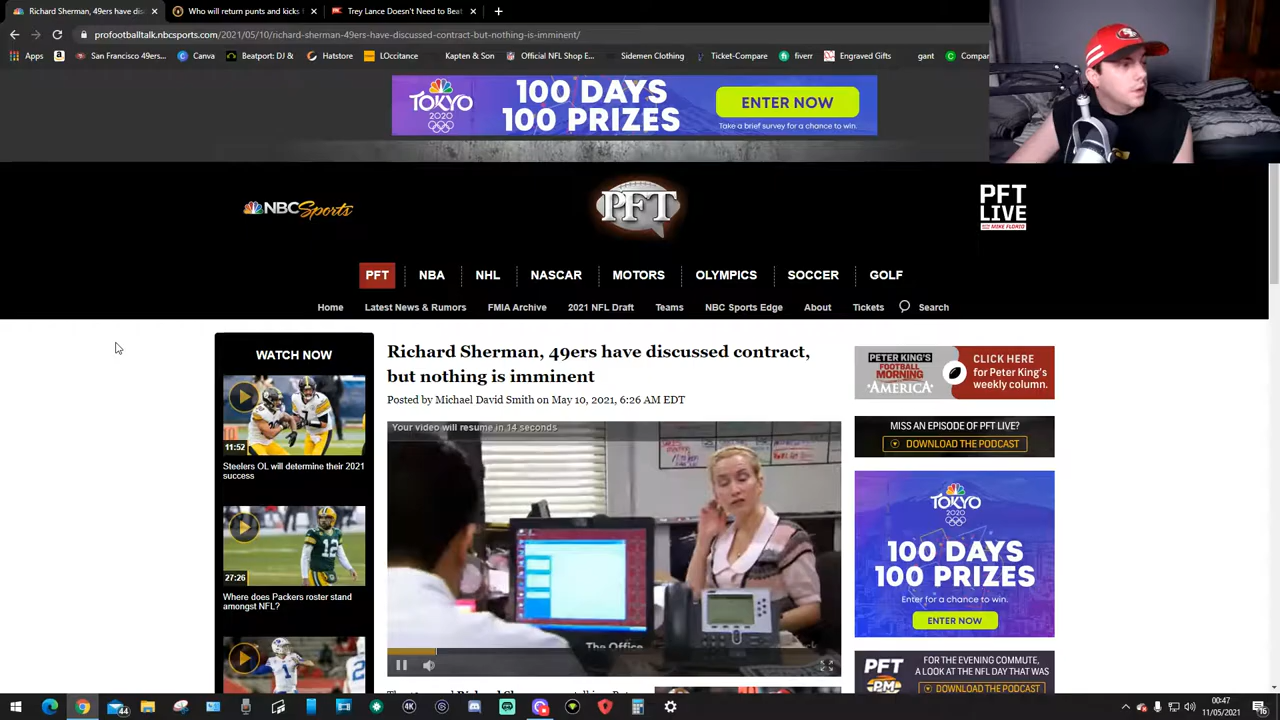 Richard Sherman, 49ers have dis
Who will return punts and kicks f
Trey Lance Doesn't Need to Beat
profootballtalk.nbcsports.com/2021/05/10/richard-sherman-49ers-have-discussed-contract-but-nothing-is-imminent/
Apps San Francisco 49ers... Canva Beatport: DJ & Hatstore LOccitane Kapten & Son Official NFL Shop E... Sidemen Clothing Ticket-Compare fiverr Engraved Gifts gant Compan
TOKYO
2020
100 DAYS
100 PRIZES
ENTER NOW
Take a brief survey for a chance to win.
NBC Sports
PFT
PFT
LIVE
WITH MIKE FLORIO
PFT NBA NHL NASCAR MOTORS OLYMPICS SOCCER GOLF
Home Latest News & Rumors FMIA Archive 2021 NFL Draft Teams NBC Sports Edge About Tickets Search
WATCH NOW
11:52
Steelers OL will determine their 2021
success
27:26
Where does Packers roster stand
amongst NFL?
Richard Sherman, 49ers have discussed contract,
but nothing is imminent
Posted by Michael David Smith on May 10, 2021, 6:26 AM EDT
Your video will resume in 14 seconds
The Office
PETER KING'S
FOOTBALL
MORNING
AMERICA
CLICK HERE
for Peter King's
weekly column.
MISS AN EPISODE OF PFT LIVE?
DOWNLOAD THE PODCAST
TOKYO
2020
100 DAYS
100 PRIZES
Enter for a chance to win.
ENTER NOW
PFT
PM
FOR THE EVENING COMMUTE,
A LOOK AT THE NFL DAY THAT WAS
DOWNLOAD THE PODCAST
44
4K
00:47
11/05/2021
16